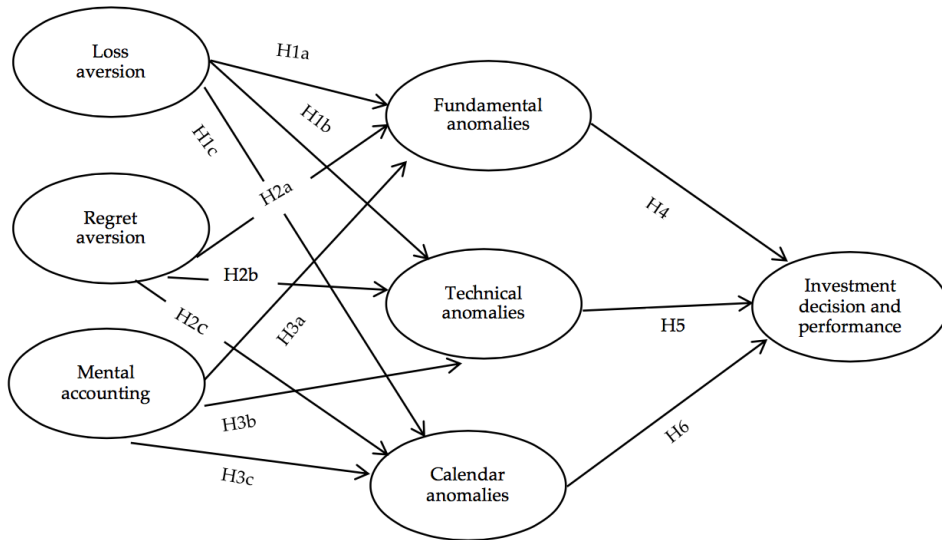 Loss
aversion
H1a
Fundamental
anomalies
H1b
H1c
H2a
Regret
aversion
H4
H2b
Technical
anomalies
Investment
decision and
performance
H2c
H3a
H5
Mental
accounting
H3b
H6
H3c
Calendar
anomalies